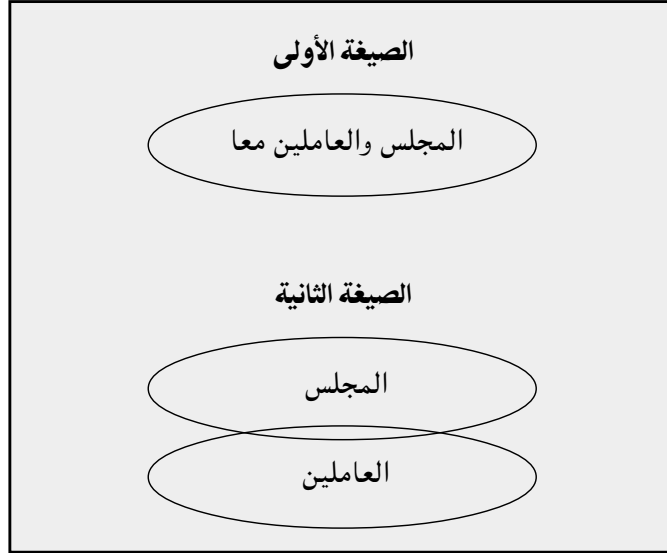 الصيغة الأولى
المجلس والعاملين معا
الصيغة الثانية
المجلس
العاملين